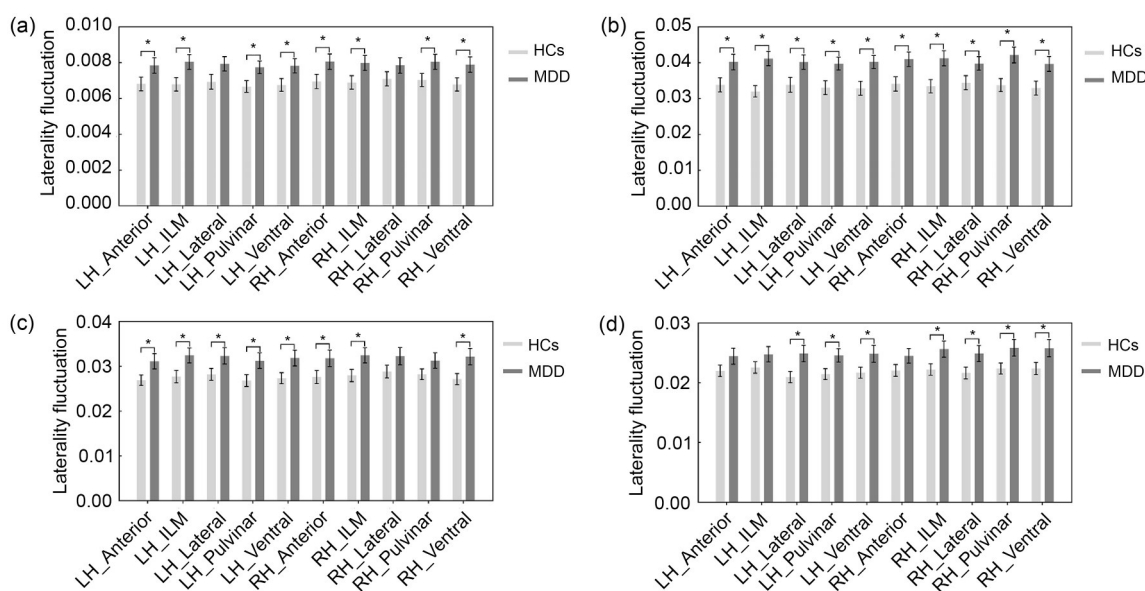 (a)
Laterality fluctuation
0.010
0.008
0.006
0.004
0.002
0.000
* * * * * * * *
HCs
MDD
LH_Anterior
LH_ILM
LH_Lateral
LH_Pulvinar
LH_Ventral
RH_Anterior
RH_ILM
RH_Lateral
RH_Pulvinar
RH_Ventral
(b)
Laterality fluctuation
0.05
0.04
0.03
0.02
0.01
0.00
* * * * * * * * * *
HCs
MDD
LH_Anterior
LH_ILM
LH_Lateral
LH_Pulvinar
LH_Ventral
RH_Anterior
RH_ILM
RH_Lateral
RH_Pulvinar
RH_Ventral
(c)
Laterality fluctuation
0.04
0.03
0.02
0.01
0.00
* * * * * * * *
HCs
MDD
LH_Anterior
LH_ILM
LH_Lateral
LH_Pulvinar
LH_Ventral
RH_Anterior
RH_ILM
RH_Lateral
RH_Pulvinar
RH_Ventral
(d)
Laterality fluctuation
0.03
0.02
0.01
0.00
* * * * * * *
HCs
MDD
LH_Anterior
LH_ILM
LH_Lateral
LH_Pulvinar
LH_Ventral
RH_Anterior
RH_ILM
RH_Lateral
RH_Pulvinar
RH_Ventral